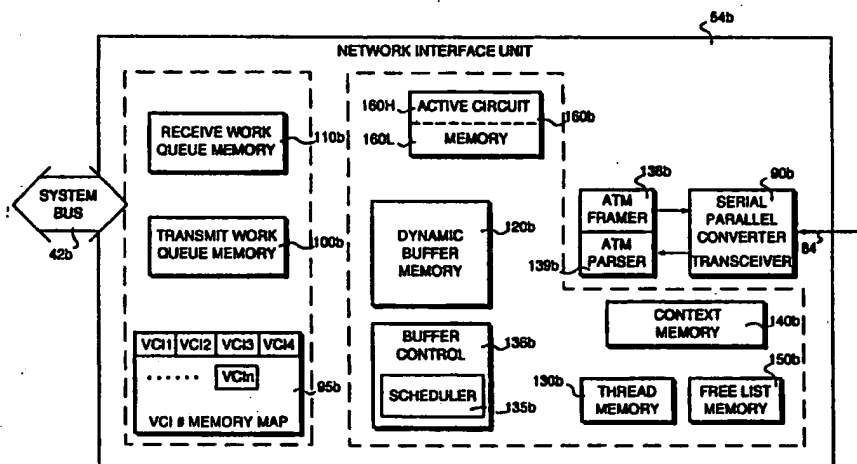 54b
NETWORK INTERFACE UNIT
160H
ACTIVE CIRCUIT
160b
160L
MEMORY
RECEIVE WORK
QUEUE MEMORY
110b
SYSTEM
BUS
42b
TRANSMIT WORK
QUEUE MEMORY
100b
DYNAMIC
BUFFER
MEMORY
120b
138b
ATM
FRAMER
ATM
PARSER
139b
90b
SERIAL
PARALLEL
CONVERTER
TRANSCEIVER
84
CONTEXT
MEMORY
140b
VCI1 VCI2 VCI3 VCI4
...... VCIn
VCI # MEMORY MAP
95b
BUFFER
CONTROL
136b
SCHEDULER
135b
130b
THREAD
MEMORY
150b
FREE LIST
MEMORY